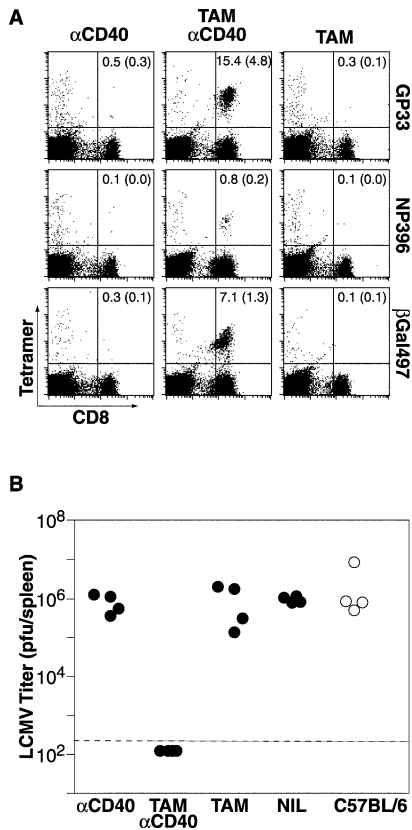 A
αCD40
TAM
αCD40
TAM
0.5 (0.3)
15.4 (4.8)
0.3 (0.1)
GP33
0.1 (0.0)
0.8 (0.2)
0.1 (0.0)
NP396
0.3 (0.1)
7.1 (1.3)
0.1 (0.1)
βGal497
Tetramer
CD8
B
LCMV Titer (pfu/spleen)
10⁸
10⁶
10⁴
10²
αCD40
TAM
αCD40
TAM
NIL
C57BL/6